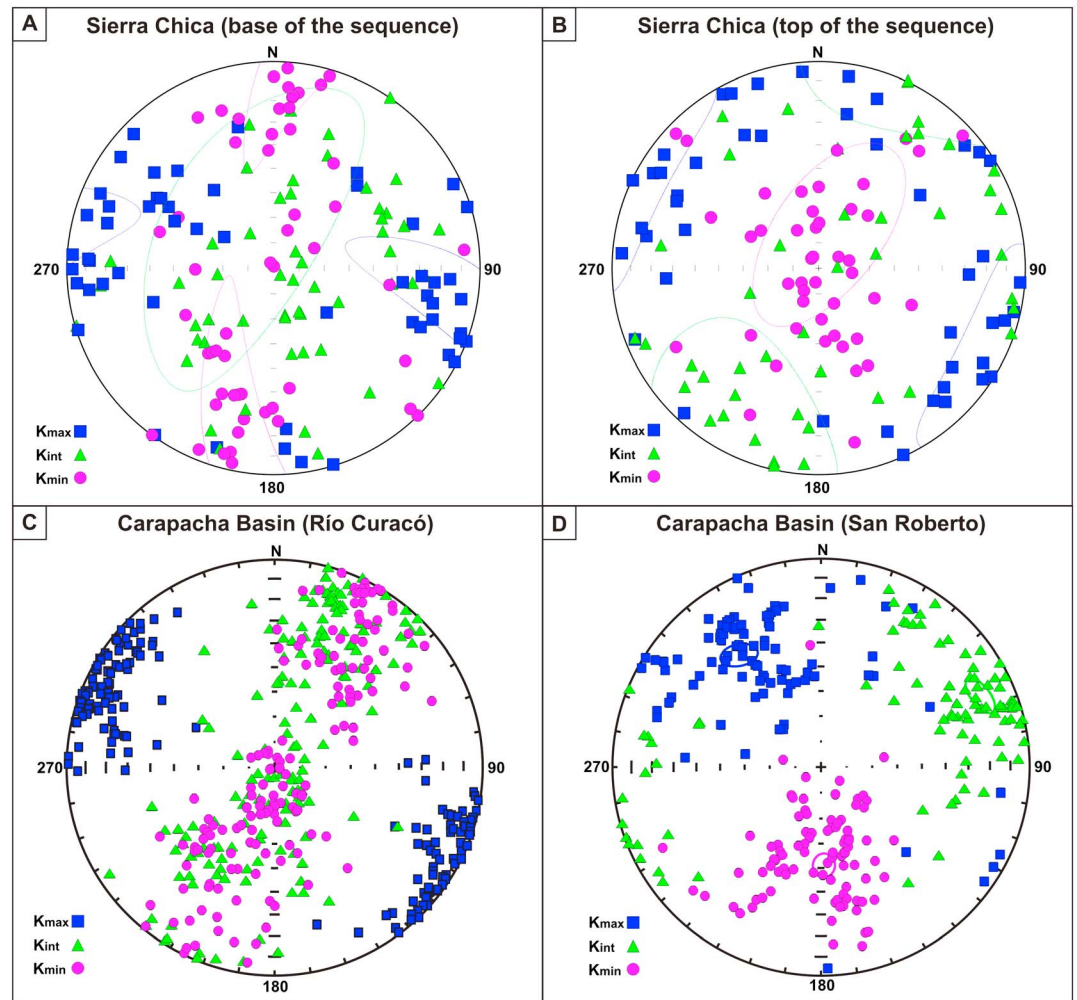 A
Sierra Chica (base of the sequence)
N
270
90
180
Kmax
Kint
Kmin
B
Sierra Chica (top of the sequence)
N
270
90
180
Kmax
Kint
Kmin
C
Carapacha Basin (Río Curacó)
N
270
90
180
Kmax
Kint
Kmin
D
Carapacha Basin (San Roberto)
N
270
90
180
Kmax
Kint
Kmin